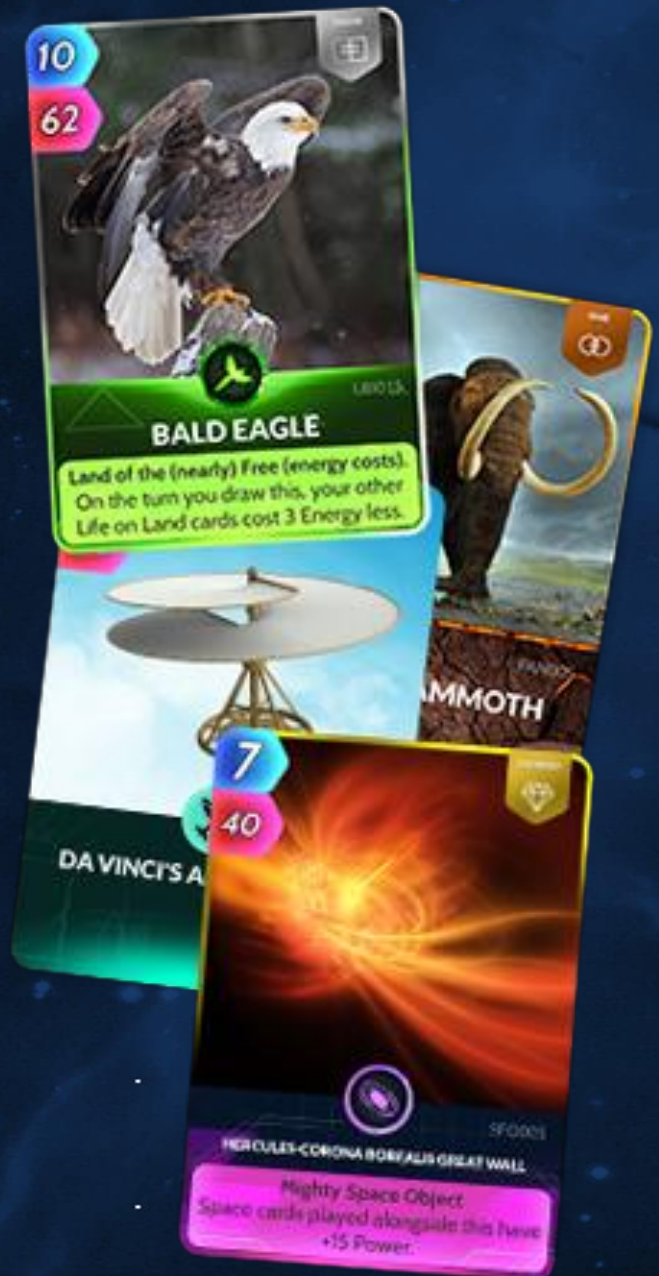 10
62
BALD EAGLE
Land of the (nearly) Free (energy costs).
On the turn you draw this, your other
Life on Land cards cost 3 Energy less.
AMMOTH
DA VINCI'S A
7
40
HERCULES-CORONA BOREALIS GREAT WALL
Mighty Space Object
Space cards played alongside this have
+15 Power.